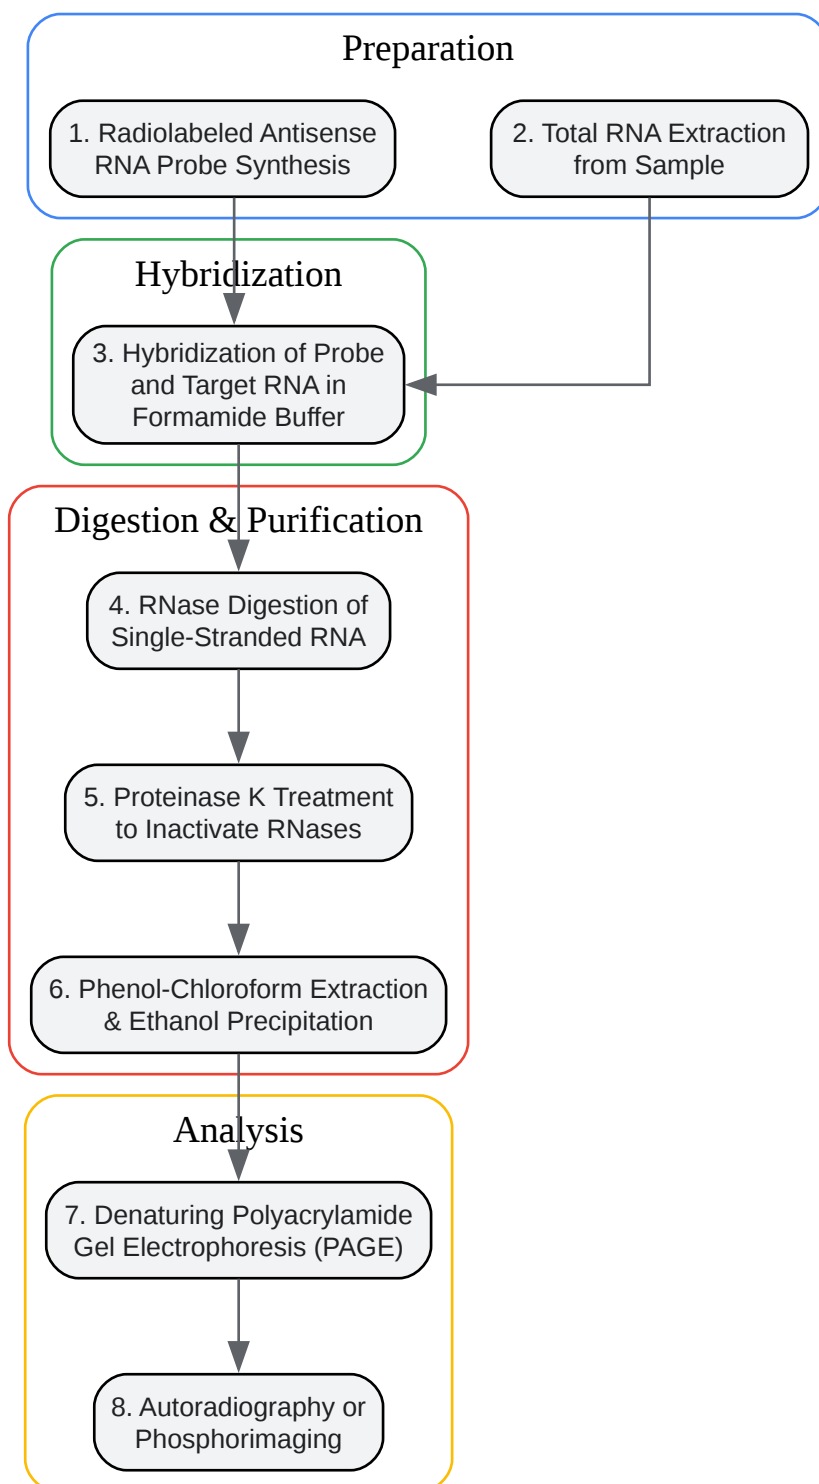 Preparation
1. Radiolabeled Antisense
RNA Probe Synthesis
2. Total RNA Extraction
from Sample
Hybridization
3. Hybridization of Probe
and Target RNA in
Formamide Buffer
Digestion & Purification
4. RNase Digestion of
Single-Stranded RNA
5. Proteinase K Treatment
to Inactivate RNases
6. Phenol-Chloroform Extraction
& Ethanol Precipitation
Analysis
7. Denaturing Polyacrylamide
Gel Electrophoresis (PAGE)
8. Autoradiography or
Phosphorimaging